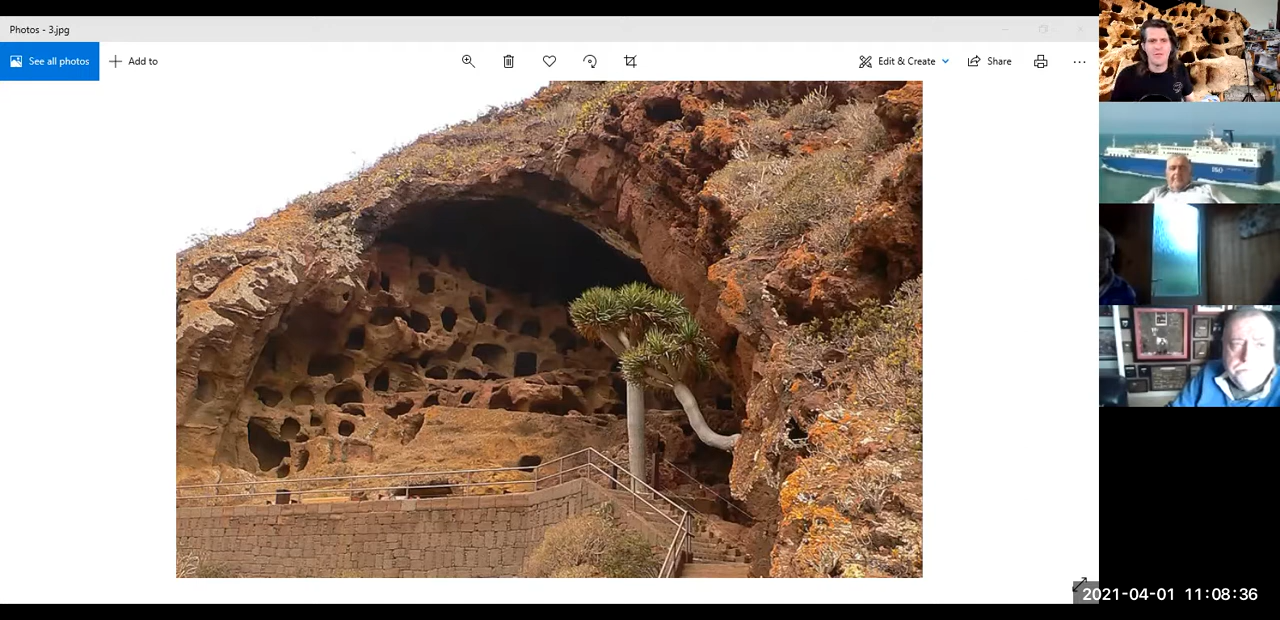 Photos - 3.jpg
See all photos
Add to
Edit & Create
Share
2021-04-01 11:08:36